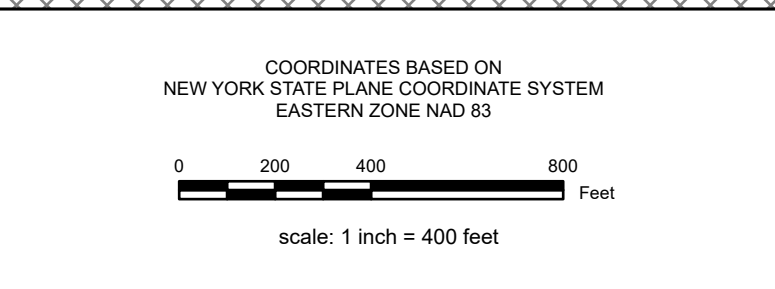 COORDINATES BASED ON
NEW YORK STATE PLANE COORDINATE SYSTEM
EASTERN ZONE NAD 83
0 200 400 800
Feet
scale: 1 inch = 400 feet